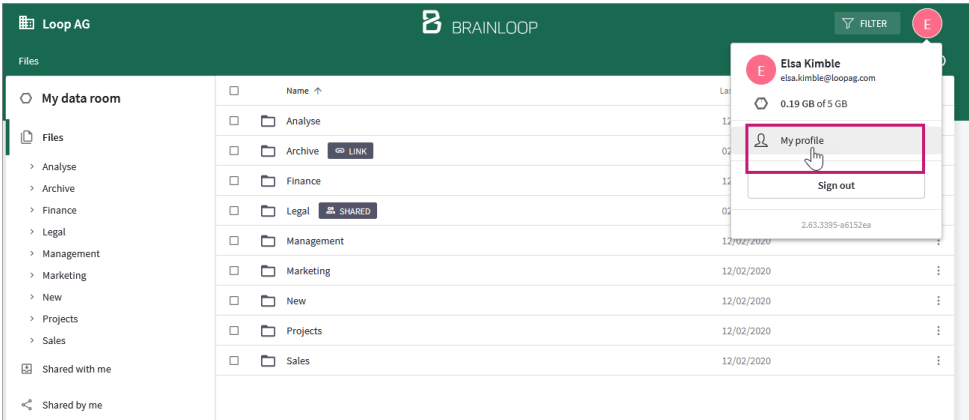 Loop AG
BRAINLOOP
FILTER
E
Files
Elsa Kimble
E
elsa.kimble@loopag.com
0.19 GB of 5 GB
My profile
Sign out
2.63.3395-a6152ea
My data room
Files
Analyse
Archive
Finance
Legal
Management
Marketing
New
Projects
Sales
Shared with me
Shared by me
Name
Analyse
Archive LINK
Finance
Legal SHARED
Management 12/02/2020
Marketing 12/02/2020
New 12/02/2020
Projects 12/02/2020
Sales 12/02/2020